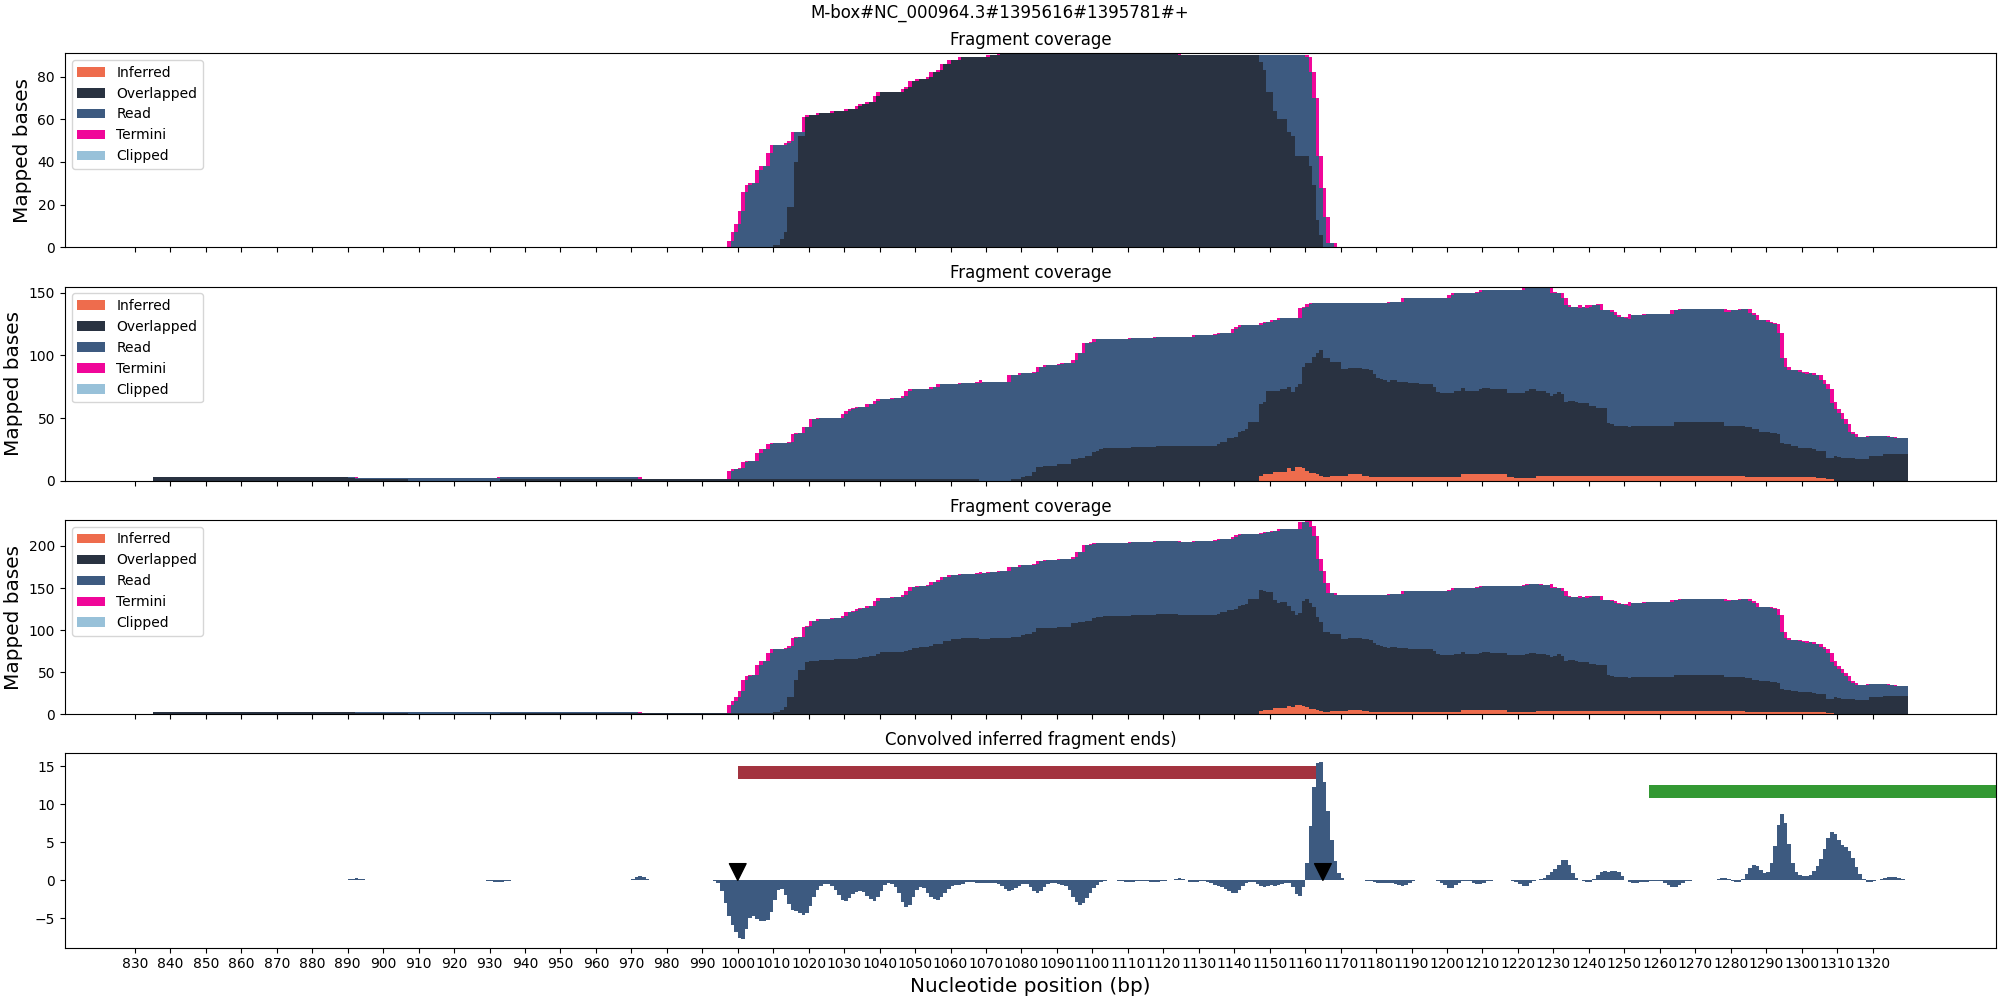 M-box#NC_000964.3#1395616#1395781#+
Fragment coverage
Mapped bases
80
60
40
20
0
Inferred
Overlapped
Read
Termini
Clipped
Fragment coverage
Mapped bases
150
100
50
0
Inferred
Overlapped
Read
Termini
Clipped
Fragment coverage
Mapped bases
200
150
100
50
0
Inferred
Overlapped
Read
Termini
Clipped
Convolved inferred fragment ends)
15
10
5
0
−5
830 840 850 860 870 880 890 900 910 920 930 940 950 960 970 980 990 1000 1010 1020 1030 1040 1050 1060 1070 1080 1090 1100 1110 1120 1130 1140 1150 1160 1170 1180 1190 1200 1210 1220 1230 1240 1250 1260 1270 1280 1290 1300 1310 1320
Nucleotide position (bp)